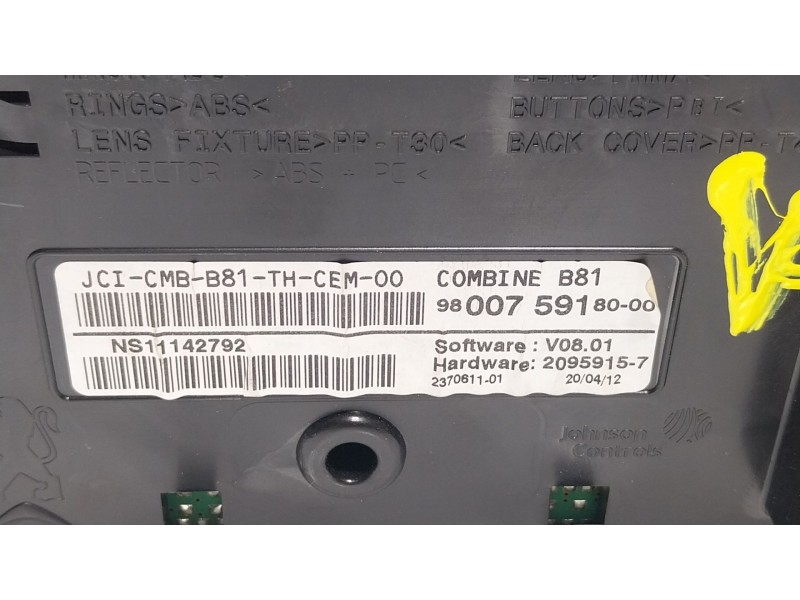 RINGS>ABS<
BUTTONS>PBT<
LENS FIXTURE>PP-T30<
BACK COVER>PP-T
REFLECTOR >ABS + PC<
JCI-CMB-B81-TH-CEM-00
COMBINE B81
98 007 591 80-00
NS11142792
Software : V08.01
Hardware: 2095915-7
2370611-01
20/04/12
Johnson
Controls